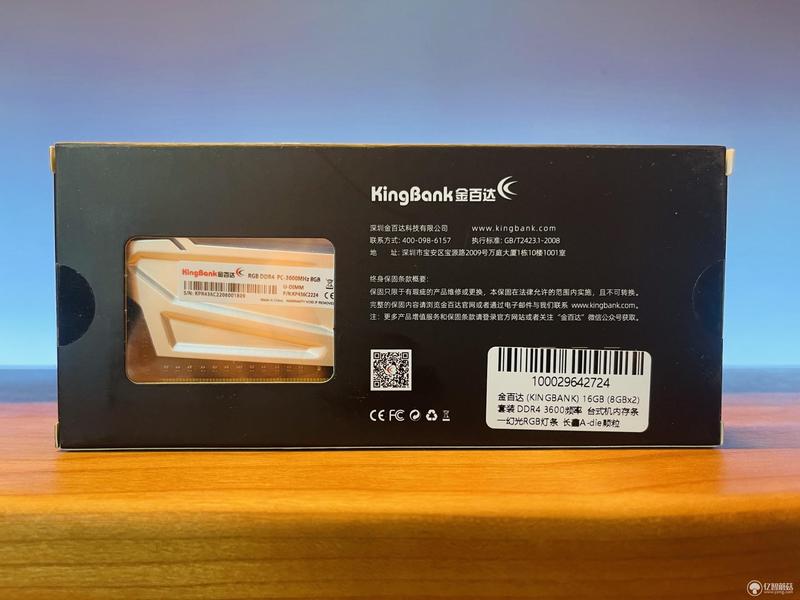 KingBank金百达
深圳金百达科技有限公司 www.kingbank.com
联系方式: 400-098-6157 执行标准: GB/T2423.1-2008
地 址: 深圳市宝安区宝源路2009号万庭大厦1栋10楼1001室
终身保固条款概要:
保固只限于有瑕疵的产品维修或更换，本保固在法律允许的范围内实施，且不可转换。
完整的保固内容请浏览金百达官网或者通过电子邮件与我们联系 www.kingbank.com。
注: 更多产品增值服务和保固条款请登录官方网站或者关注“金百达”微信公众号获取。
KingBank金百达 RGB DDR4 PC-3600MHz 8GB
U-DIMM
S/N: KPR43AC2208001809 P/N:KP436C2224
WARRANTY VOID IF REMOVED
CE FC
100029642724
金百达 (KINGBANK) 16GB (8GBx2)
套装 DDR4 3600频率 台式机内存条
一幻光RGB灯条 长鑫A-die颗粒
亿智蘑菇